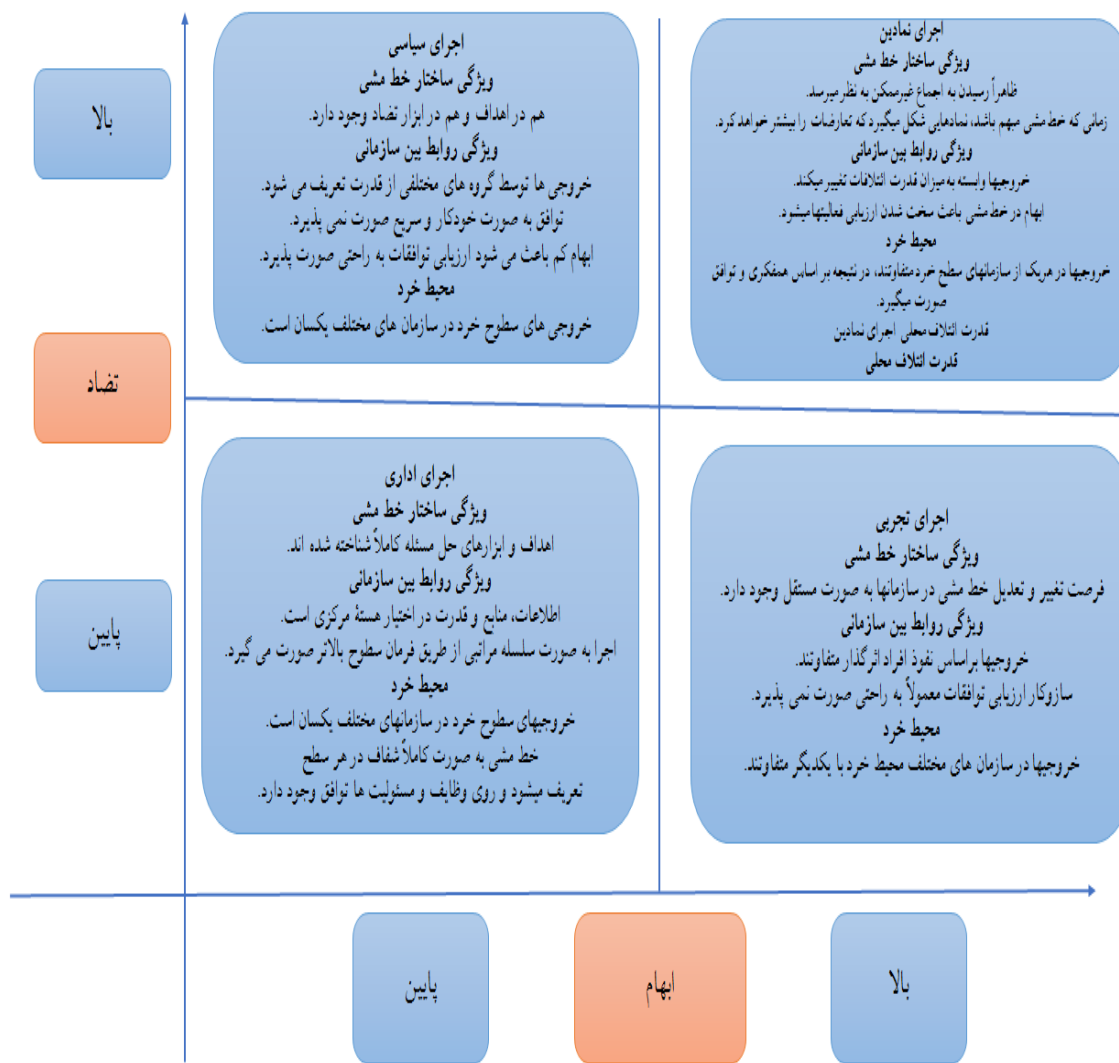 اجرای نمادین
ویژگی ساختار خط مشی
ظاهراً رسیدن به اجماع غیرممکن به نظر میرسد.
زمانی که خط مشی مبهم باشد، نمادهایی شکل میگیرد که تعارضات را بیشتر خواهد کرد.
ویژگی روابط بین سازمانی
خروجیها وابسته به میزان قدرت ائتلافات تغییر میکند.
ابهام در خط مشی باعث سخت شدن ارزیابی فعالیتها میشود.
محیط خرد
خروجیها در هریک از سازمانهای سطح خرد متفاوتند، در نتیجه بر اساس همفکری و توافق
صورت میگیرد.
قدرت ائتلاف محلی اجرای نمادین
قدرت ائتلاف محلی
اجرای سیاسی
ویژگی ساختار خط مشی
هم در اهداف و هم در ابزار تضاد وجود دارد.
ویژگی روابط بین سازمانی
خروجی ها توسط گروه های مختلفی از قدرت تعریف می شود.
توافق به صورت خودکار و سریع صورت نمی پذیرد.
ابهام کم باعث می شود ارزیابی توافقات به راحتی صورت پذیرد.
محیط خرد
خروجی های سطوح خرد در سازمان های مختلف یکسان است.
بالا
تضاد
پایین
اجرای تجربی
ویژگی ساختار خط مشی
فرصت تغییر و تعدیل خط مشی در سازمانها به صورت مستقل وجود دارد.
ویژگی روابط بین سازمانی
خروجیها براساس نفوذ افراد اثرگذار متفاوتند.
سازوکار ارزیابی توافقات معمولاً به راحتی صورت نمی پذیرد.
محیط خرد
خروجیها در سازمان های مختلف محیط خرد با یکدیگر متفاوتند.
اجرای اداری
ویژگی ساختار خط مشی
اهداف و ابزارهای حل مسئله کاملاً شناخته شده اند.
ویژگی روابط بین سازمانی
اطلاعات، منابع و قدرت در اختیار هستۀ مرکزی است.
اجرا به صورت سلسله مراتبی از طریق فرمان سطوح بالاتر صورت می گیرد.
محیط خرد
خروجیهای سطوح خرد در سازمانهای مختلف یکسان است.
خط مشی به صورت کاملاً شفاف در هر سطح
تعریف میشود و روی وظایف و مسئولیت ها توافق وجود دارد.
بالا
ابهام
پایین